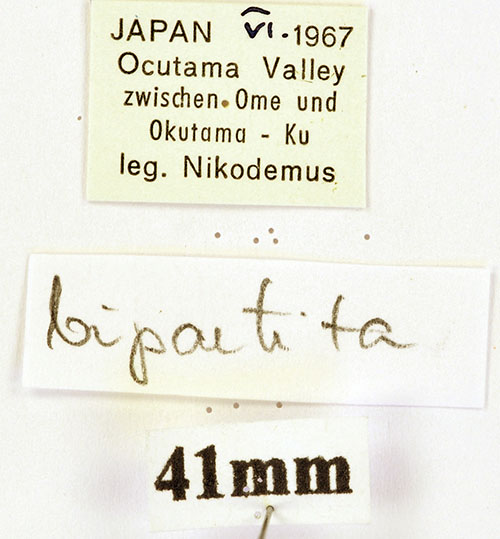 JAPAN VI.1967
Ocutama Valley
zwischen Ome und
Okutama - Ku
leg. Nikodemus
bipartita
41mm